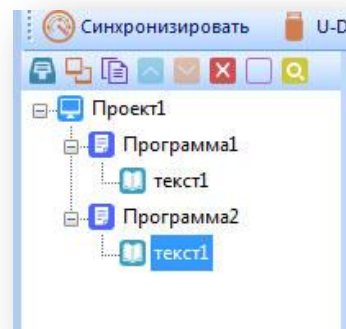 Синхронизировать U-D
Проект1
Программа1
текст1
Программа2
текст1